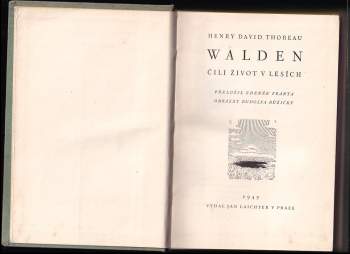 HENRY DAVID THOREAU
WALDEN
ČILI ŽIVOT V LESÍCH
PŘELOŽIL ZDENĚK FRANTA
OBRÁZKY RUDOLFA RŮŽIČKY
1949
VYDAL JAN LAICHTER V PRAZE